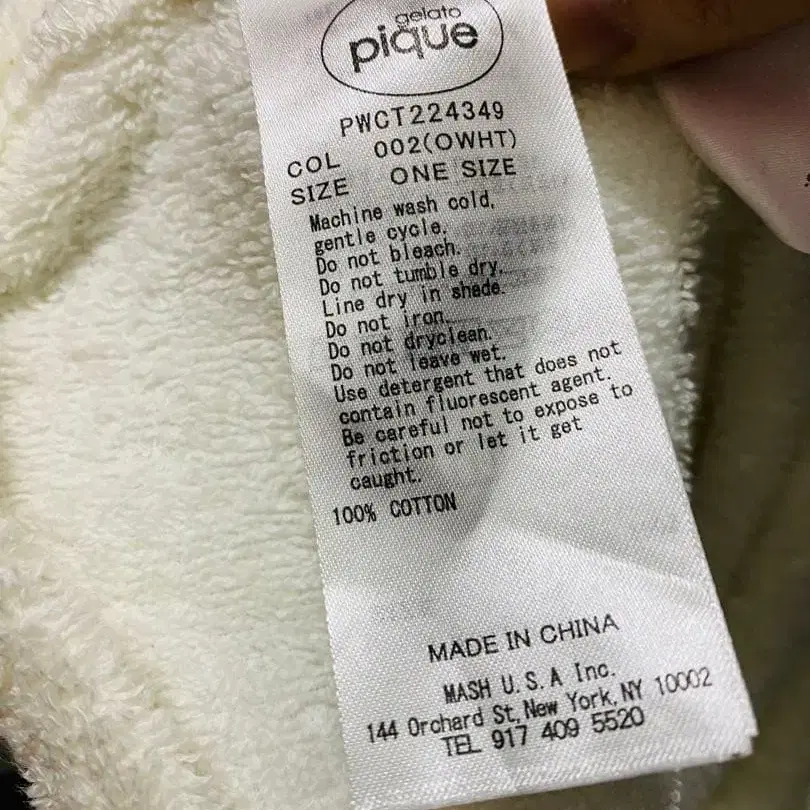 gelato
pique
PWCT224349
COL 002(OWHT)
SIZE ONE SIZE
Machine wash cold,
gentle cycle.
Do not bleach.
Do not tumble dry.
Line dry in shade.
Do not iron.
Do not dryclean.
Do not leave wet.
Use detergent that does not
contain fluorescent agent.
Be careful not to expose to
friction or let it get
caught.
100% COTTON
MADE IN CHINA
MASH U.S.A Inc.
144 Orchard St, New York, NY 10002
TEL 917 409 5520